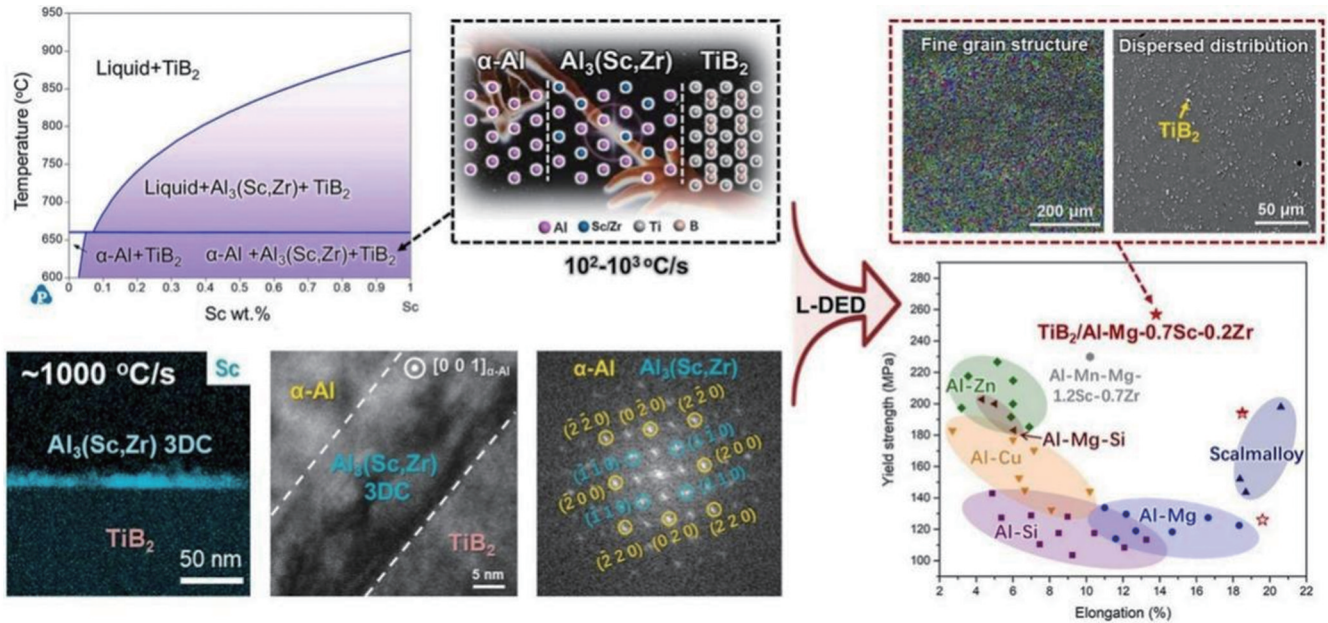 950
900
850
800
750
700
650
600
Temperature (°C)
Liquid+TiB₂
Liquid+Al₃(Sc,Zr)+ TiB₂
α-Al+TiB₂
α-Al +Al₃(Sc,Zr)+TiB₂
0 0.1 0.2 0.3 0.4 0.5 0.6 0.7 0.8 0.9 1
Sc
Sc wt.%
P
α-Al
Al₃(Sc,Zr)
TiB₂
Al Sc/Zr Ti B
10²-10³ °C/s
L-DED
Fine grain structure
200 μm
Dispersed distribution
TiB₂
50 μm
~1000 °C/s
Sc
Al₃(Sc,Zr) 3DC
TiB₂
50 nm
α-Al
[0 0 1]α-Al
Al₃(Sc,Zr)
3DC
TiB₂
5 nm
α-Al
Al₃(Sc,Zr)
(2̄ 2̄ 0)
(0 2̄ 0)
(2 2̄ 0)
(2 0 0)
(2̄ 0 0)
(2̄ 2 0)
(0 2 0)
(2 2 0)
280
260
240
220
200
180
160
140
120
100
Yield strength (MPa)
TiB₂/Al-Mg-0.7Sc-0.2Zr
Al-Zn
Al-Mn-Mg-
1.2Sc-0.7Zr
Al-Mg-Si
Al-Cu
Scalmalloy
Al-Mg
Al-Si
2 4 6 8 10 12 14 16 18 20 22
Elongation (%)